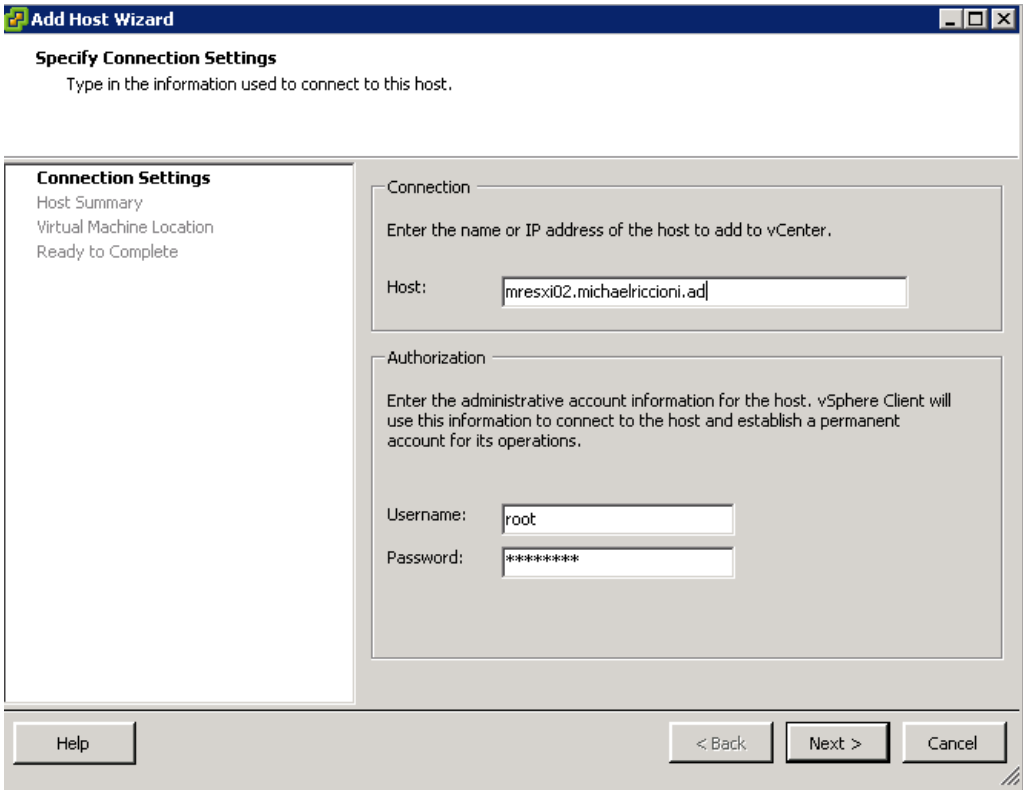 Add Host Wizard
Specify Connection Settings
Type in the information used to connect to this host.
Connection Settings
Host Summary
Virtual Machine Location
Ready to Complete
Connection
Enter the name or IP address of the host to add to vCenter.
Host: mresxi02.michaelriccioni.ad
Authorization
Enter the administrative account information for the host. vSphere Client will
use this information to connect to the host and establish a permanent
account for its operations.
Username: root
Password: ********
Help < Back Next > Cancel